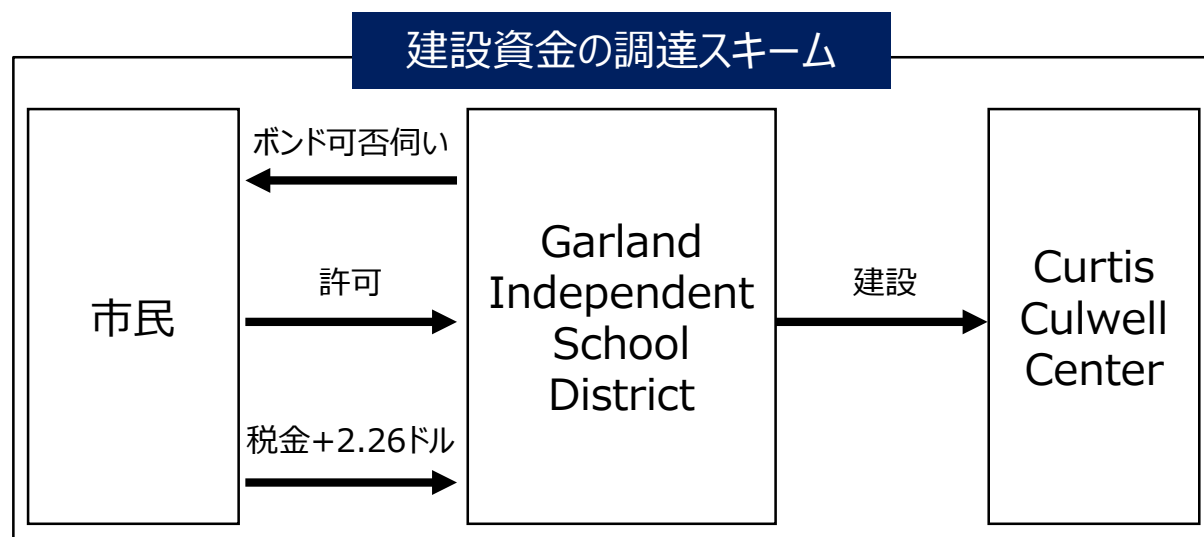 建設資金の調達スキーム
市民
ボンド可否伺い
許可
税金+2.26ドル
Garland
Independent
School
District
建設
Curtis
Culwell
Center